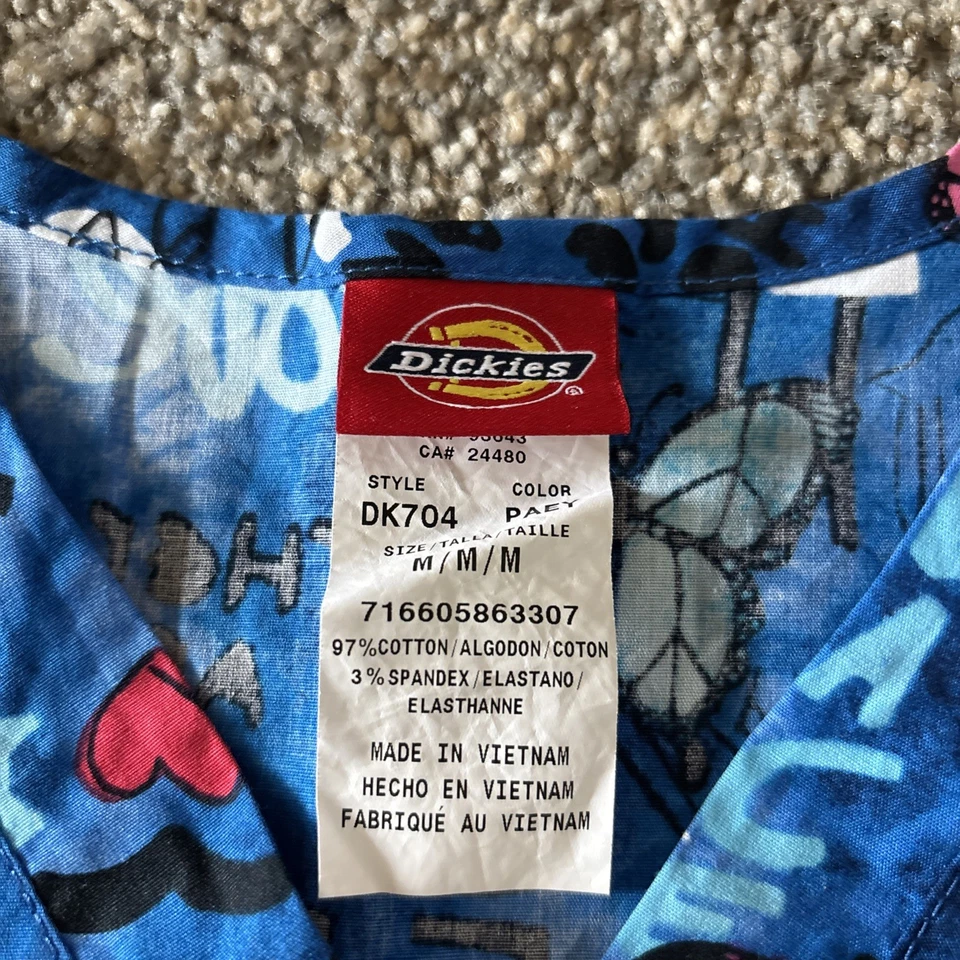 Dickies
CA# 24480
STYLE COLOR
DK704 PAEY
SIZE/TALLA/TAILLE
M/M/M
716605863307
97%COTTON/ALGODON/COTON
3%SPANDEX/ELASTANO/
ELASTHANNE
MADE IN VIETNAM
HECHO EN VIETNAM
FABRIQUÉ AU VIETNAM